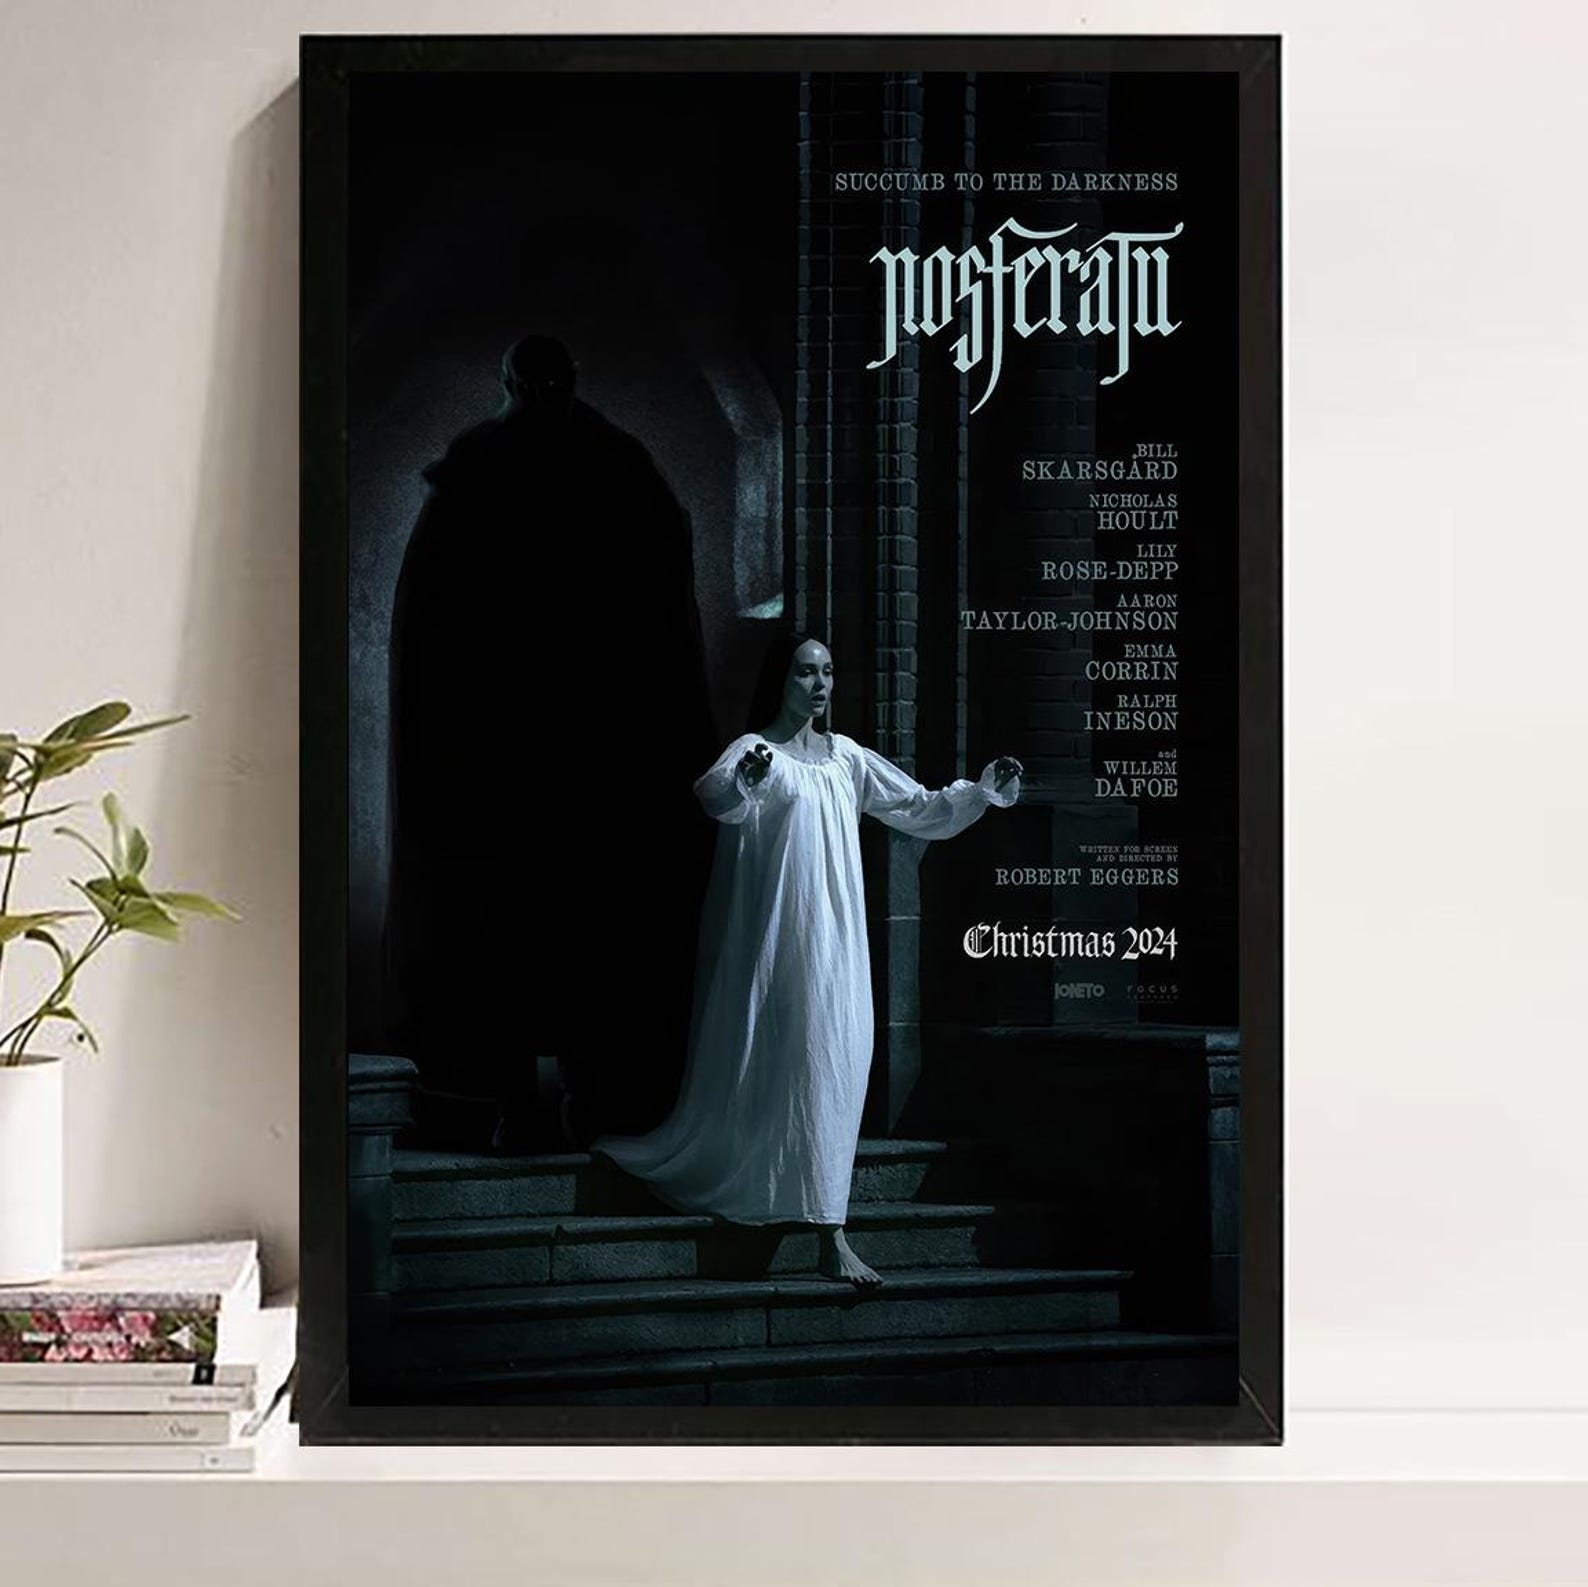 SUCCUMB TO THE DARKNESS
nosferatu
BILL
SKARSGÅRD
NICHOLAS
HOULT
LILY
ROSE-DEPP
AARON
TAYLOR-JOHNSON
EMMA
CORRIN
RALPH
INESON
and
WILLEM
DAFOE
WRITTEN FOR SCREEN
AND DIRECTED BY
ROBERT EGGERS
Christmas 2024
FOCUS